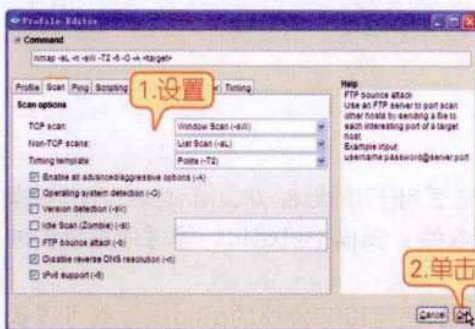 Profile Editor
Command
nmap -sL -n -sW -T2 -6 -O -A <target>
Profile Scan Ping Scripting Timing
1.设置
Scan options
TCP scan: Window Scan (-sW)
Non-TCP scans: List Scan (-sL)
Timing template Polite (-T2)
Enable all advanced/aggressive options (-A)
Operating system detection (-O)
Version detection (-sV)
Idle Scan (Zombie) (-sI)
FTP bounce attack (-b)
Disable reverse DNS resolution (-n)
IPv6 support (-6)
Help
FTP bounce attack
Use an FTP server to port scan
other hosts by sending a file to
each interesting port of a target
host.
Example input:
username:password@server:port
2.单击
Cancel